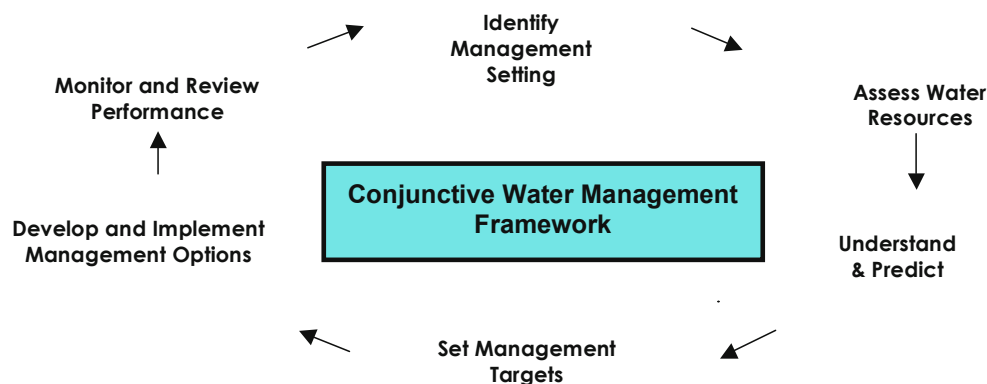 Identify
Management
Setting
Assess Water
Resources
Understand
& Predict
Set Management
Targets
Develop and Implement
Management Options
Monitor and Review
Performance
Conjunctive Water Management
Framework